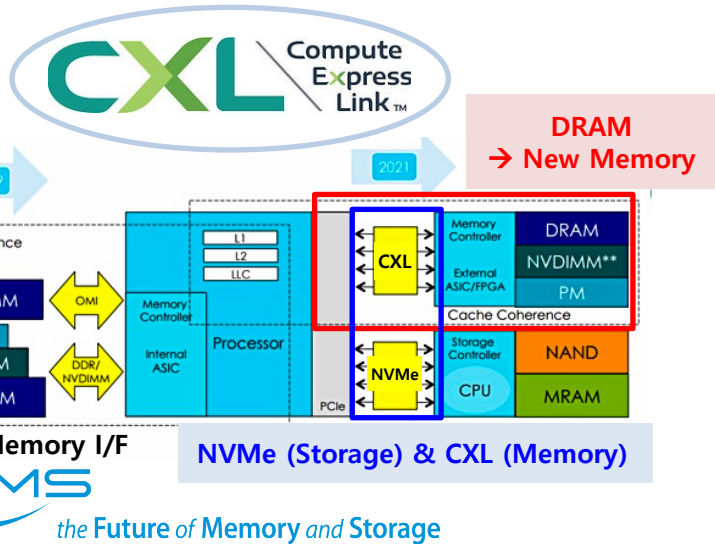 CXL
Compute
Express
Link ™
DRAM
→ New Memory
2021
L1
L2
LLC
Memory
Controller
Internal
ASIC
Processor
OMI
DDR/
NVDIMM
PCIe
CXL
NVMe
Memory
Controller
External
ASIC/FPGA
DRAM
NVDIMM**
PM
Cache Coherence
Storage
Controller
CPU
NAND
MRAM
I/F
NVMe (Storage) & CXL (Memory)
the Future of Memory and Storage